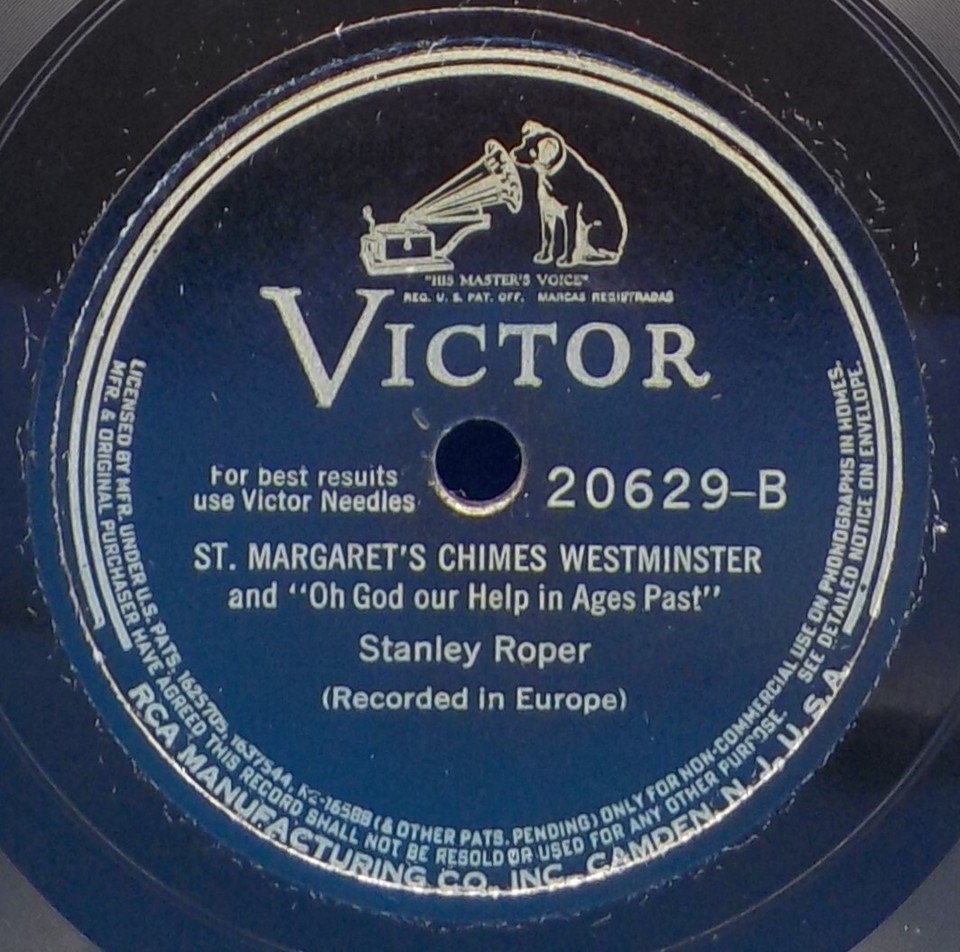 "HIS MASTER'S VOICE"
REG. U. S. PAT. OFF. MARCAS REGISTRADAS
VICTOR
For best results
use Victor Needles
20629-B
ST. MARGARET'S CHIMES WESTMINSTER
and "Oh God our Help in Ages Past"
Stanley Roper
(Recorded in Europe)
LICENSED BY MFR. UNDER U.S. PATS. 1625705, 1637544, RE-16588 (& OTHER PATS. PENDING) ONLY FOR NON-COMMERCIAL USE ON PHONOGRAPHS IN HOMES.
MFR. & ORIGINAL PURCHASER HAVE AGREED THIS RECORD SHALL NOT BE RESOLD OR USED FOR ANY OTHER PURPOSE. SEE DETAILED NOTICE ON ENVELOPE.
RCA MANUFACTURING CO. INC. CAMDEN, N. J., U. S. A.